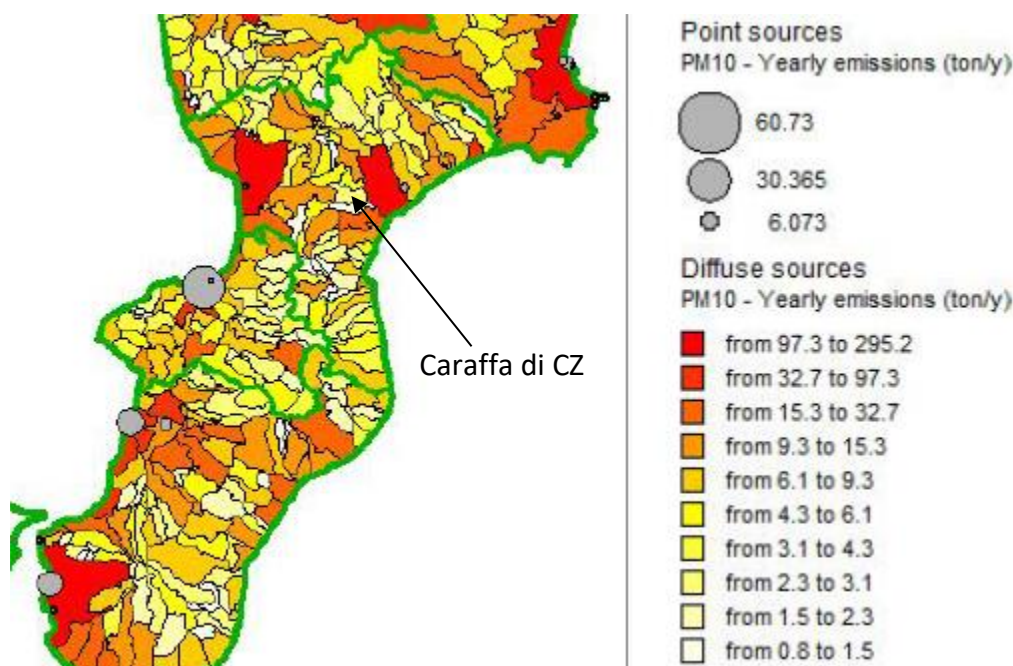 Caraffa di CZ
Point sources
PM10 - Yearly emissions (ton/y)
60.73
30.365
6.073
Diffuse sources
PM10 - Yearly emissions (ton/y)
from 97.3 to 295.2
from 32.7 to 97.3
from 15.3 to 32.7
from 9.3 to 15.3
from 6.1 to 9.3
from 4.3 to 6.1
from 3.1 to 4.3
from 2.3 to 3.1
from 1.5 to 2.3
from 0.8 to 1.5